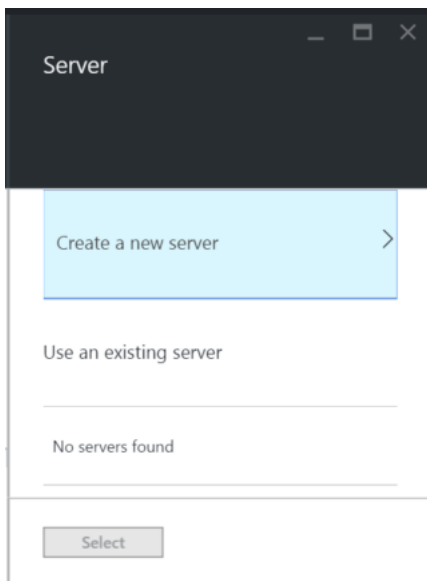 Server
Create a new server
Use an existing server
No servers found
Select